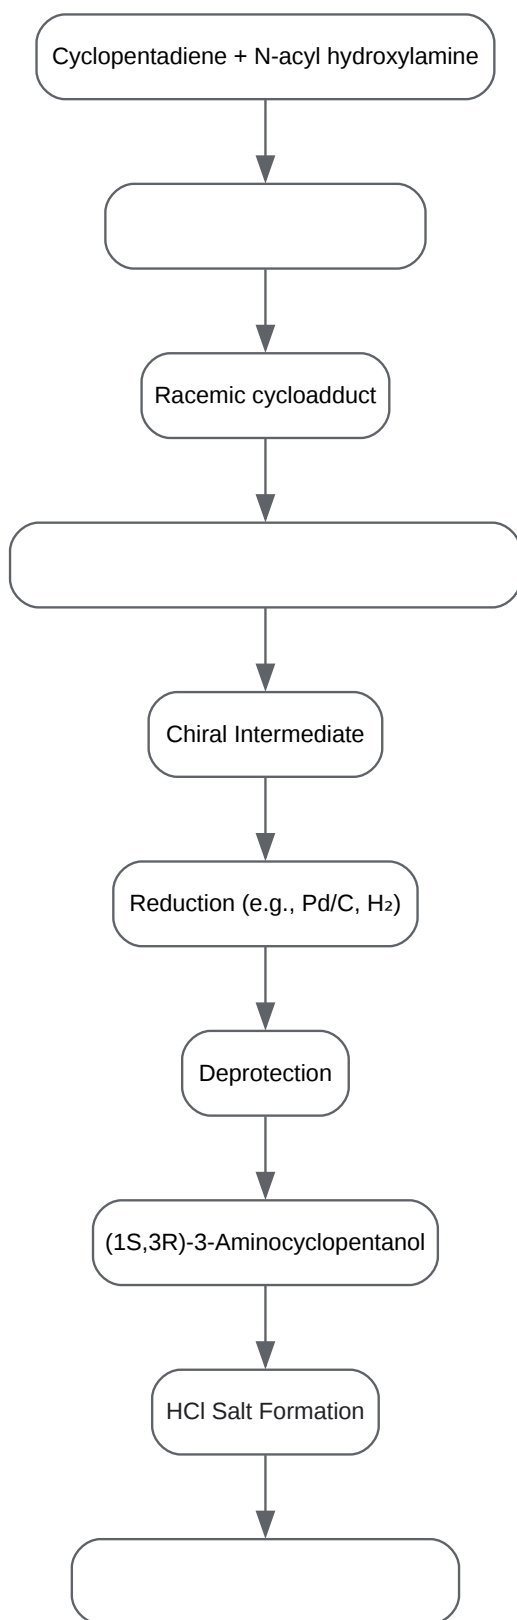 Cyclopentadiene + N-acyl hydroxylamine
Racemic cycloadduct
Chiral Intermediate
Reduction (e.g., Pd/C, H₂)
Deprotection
(1S,3R)-3-Aminocyclopentanol
HCl Salt Formation